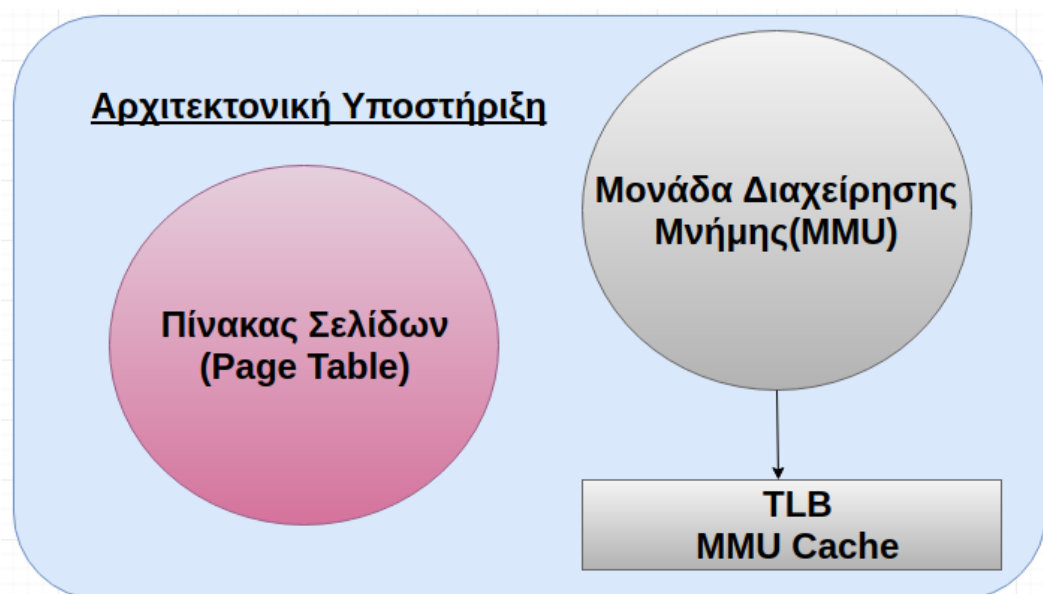 Αρχιτεκτονική Υποστήριξη
Μονάδα Διαχείρησης
Μνήμης(MMU)
Πίνακας Σελίδων
(Page Table)
TLB
MMU Cache